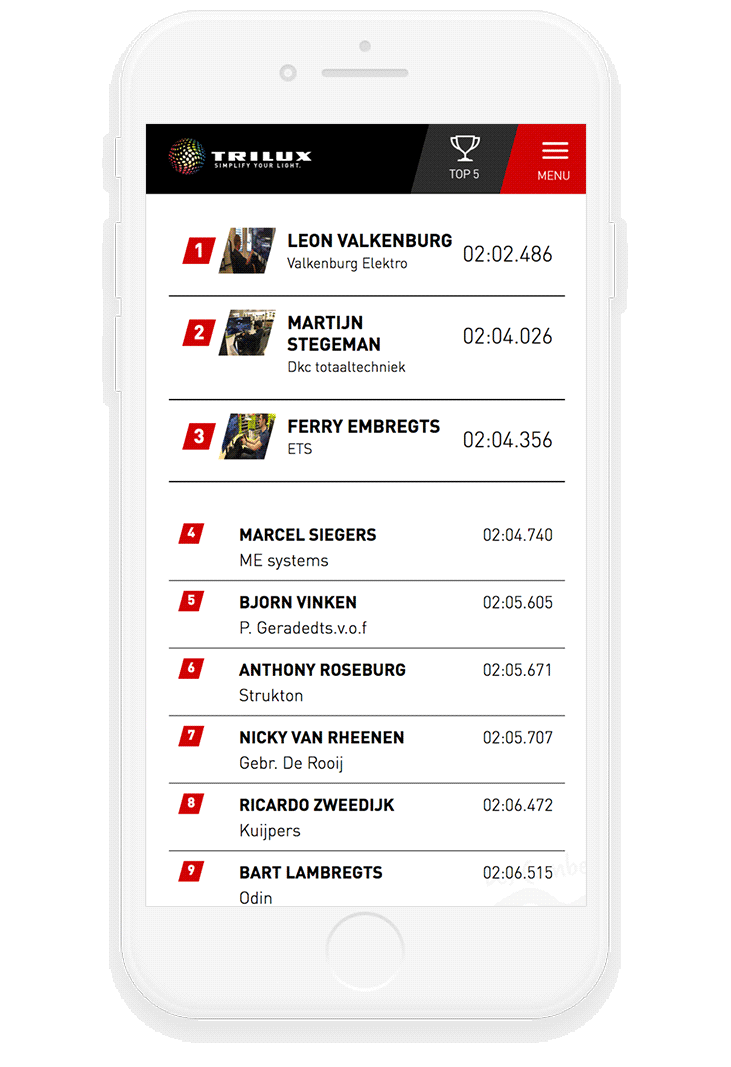 TRILUX
SIMPLIFY YOUR LIGHT.
TOP 5
MENU
1
LEON VALKENBURG
Valkenburg Elektro
02:02.486
2
MARTIJN
STEGEMAN
Dkc totaaltechniek
02:04.026
3
FERRY EMBREGTS
ETS
02:04.356
4
MARCEL SIEGERS
02:04.740
ME systems
5
BJORN VINKEN
02:05.605
P. Geradedts.v.o.f
6
ANTHONY ROSEBURG
02:05.671
Strukton
7
NICKY VAN RHEENEN
02:05.707
Gebr. De Rooij
8
RICARDO ZWEEDIJK
02:06.472
Kuijpers
9
BART LAMBREGTS
02:06.515
Odin